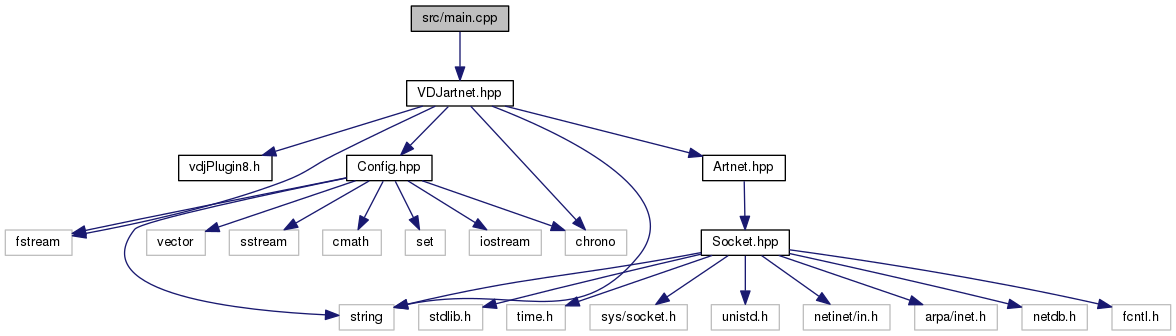 src/main.cpp
VDJartnet.hpp
vdjPlugin8.h
Config.hpp
Artnet.hpp
fstream
vector
sstream
cmath
set
iostream
chrono
Socket.hpp
string
stdlib.h
time.h
sys/socket.h
unistd.h
netinet/in.h
arpa/inet.h
netdb.h
fcntl.h